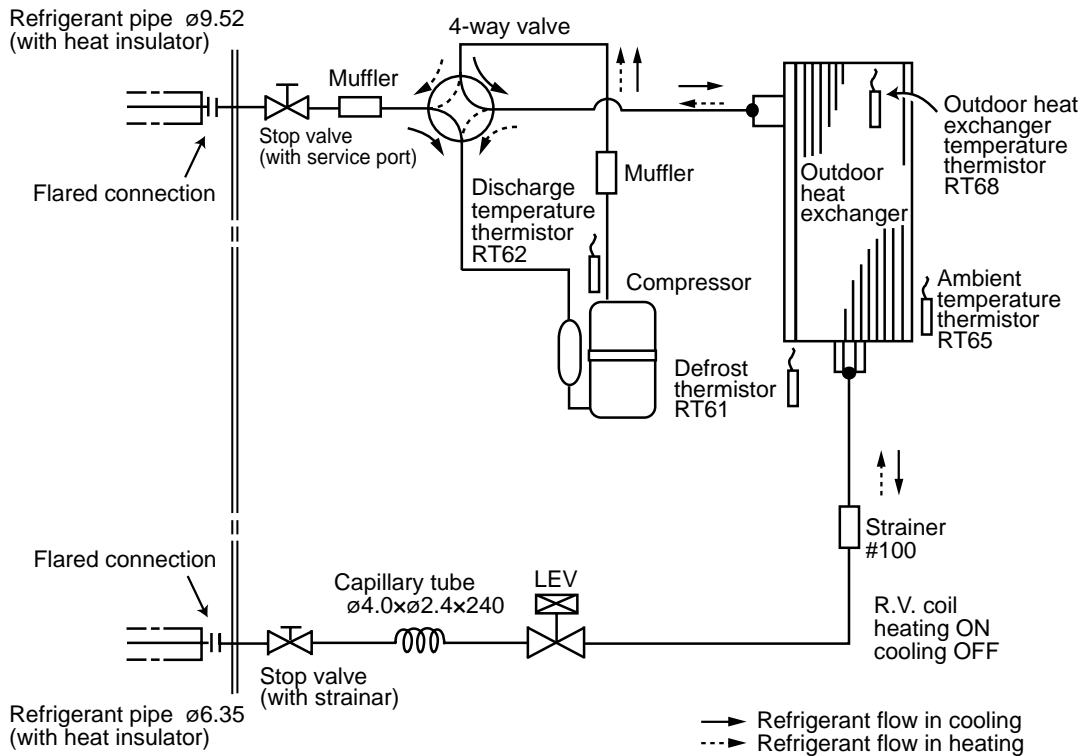 Refrigerant pipe ø9.52
(with heat insulator)
4-way valve
Muffler
Stop valve
(with service port)
Flared connection
Outdoor heat
exchanger
temperature
thermistor
RT68
Muffler
Discharge
temperature
thermistor
RT62
Outdoor
heat
exchanger
Compressor
Ambient
temperature
thermistor
RT65
Defrost
thermistor
RT61
Strainer
#100
Flared connection
Capillary tube
ø4.0×ø2.4×240
LEV
R.V. coil
heating ON
cooling OFF
Stop valve
(with strainar)
Refrigerant pipe ø6.35
(with heat insulator)
Refrigerant flow in cooling
Refrigerant flow in heating